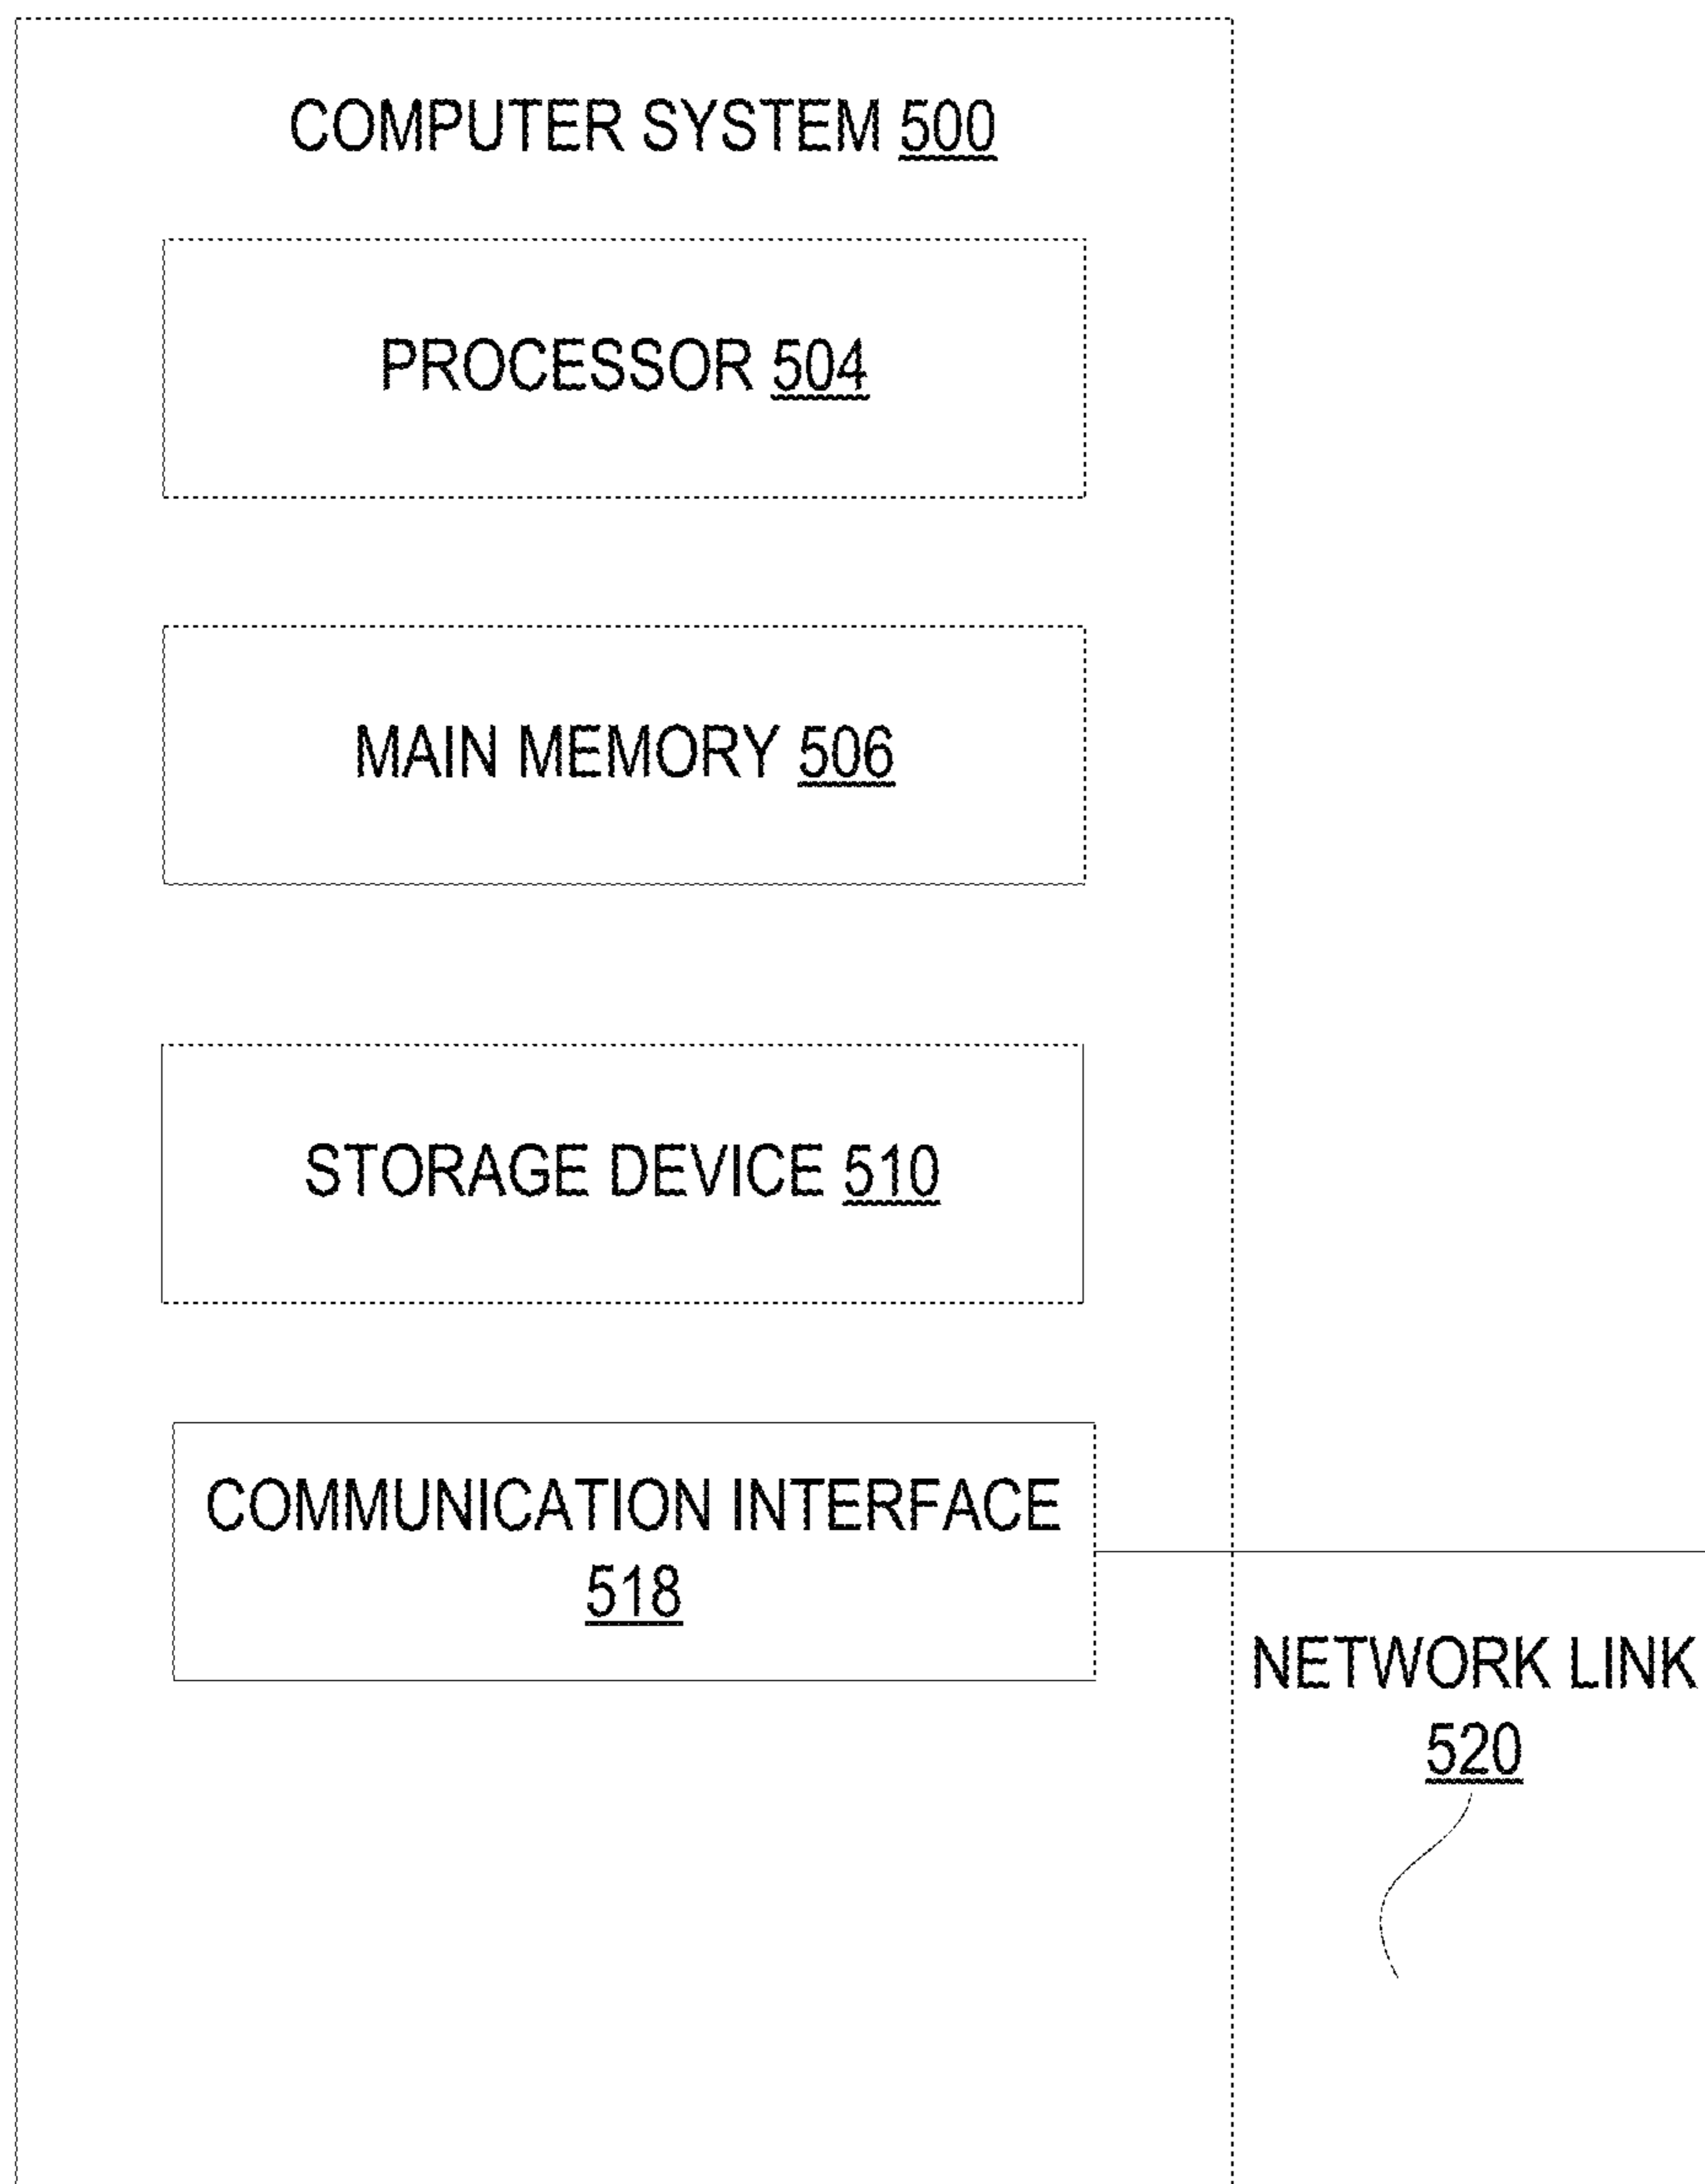 COMPUTER SYSTEM 500
PROCESSOR 504
MAIN MEMORY 506
STORAGE DEVICE 510
COMMUNICATION INTERFACE
518
NETWORK LINK
520